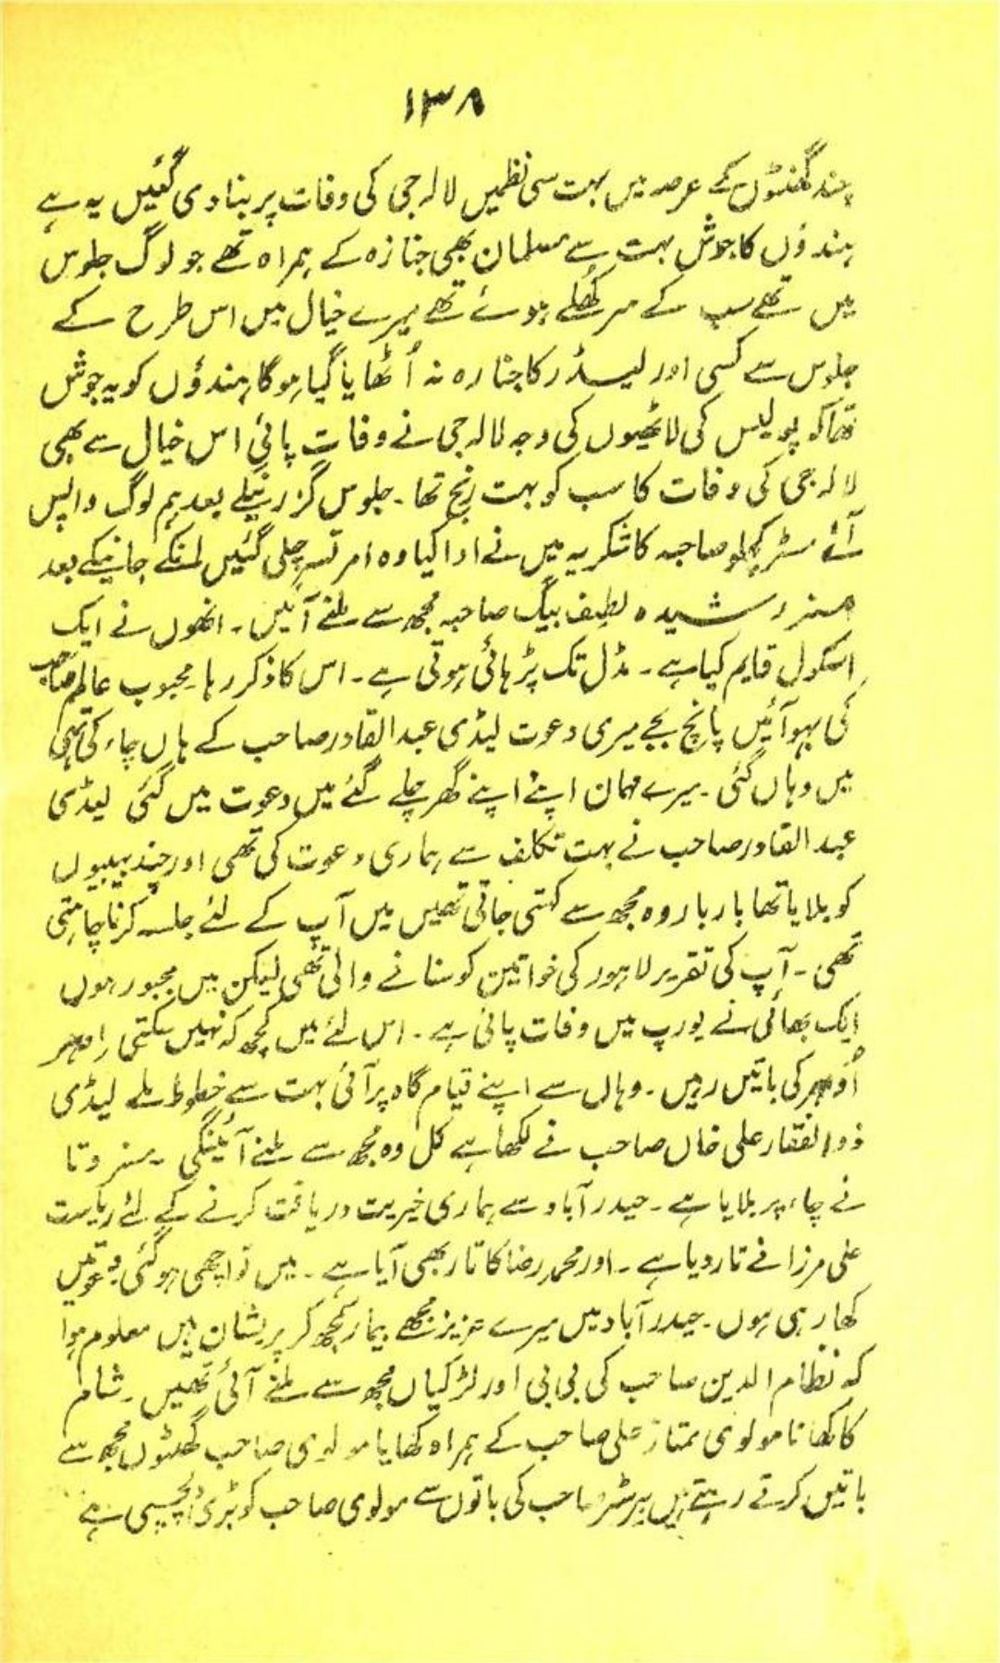 ۱۳۸
چند گھنٹوں کے عرصہ میں بہت سی نظمیں لالہ جی کی وفات پر بنا دی گئیں یہ ہے
ہندوٗں کا جوش بہت سے مسلمان بھی جنازہ کے ہمراہ تھے جو لوگ جلوس
میں تھے سب کے سر کھُلے ہوئے تھے میرے خیال میں اس طرح کے
جلوس سے کسی اور لیڈر کا جنازہ نہ اُٹھایا گیا ہوگا ہندوٗں کو یہ جوش
تھا کہ پولیس کی لاٹھیوں کی وجہ لالہ جی نے وفات پائی اس خیال سے بھی
لالہ جی کی وفات کا سب کو بہت رنج تھا۔ جلوس گزرنیکے بعد ہم لوگ واپس
آئے مسز کچلو صاحبہ کا شکریہ میں نے ادا کیا وہ امرتسر چلی گئیں انکے جانیکے بعد
مسز رشیدہ لطیف بیگ صاحبہ مجھ سے ملنے آئیں۔ انھوں نے ایک
اسکول قایم کیا ہے۔ مڈل تک پڑہائی ہوتی ہے۔ اس کا ذکر رہا محبوب عالم صاحب
کی بہو آئیں پانچ بجے میری دعوت لیڈی عبدالقادر صاحب کے ہاں چاء کی تھی
میں وہاں گئی۔ میرے مہمان اپنے اپنے گھر چلے گئے میں دعوت میں گئی لیڈی
عبدالقادر صاحب نے بہت تکلف سے ہماری دعوت کی تھی اور چند بیبیوں
کو بلایا تھا بار بار وہ مجھ سے کہتی جاتی تھیں میں آپ کے لئے جلسہ کرنا چاہتی
تھی۔ آپ کی تقریر لاہور کی خواتین کو سنانے والی تھی لیکن میں مجبور ہوں
ایک بھائی نے یورپ میں وفات پائی ہے۔ اس لئے میں کچھ کہ نہیں سکتی اِدھر
اُودھر کی باتیں رہیں۔ وہاں سے اپنے قیام گاہ پر آئی بہت سے خطوط ملے لیڈی
ذوالفقار علی خاں صاحب نے لکھا ہے کل وہ مجھ سے ملنے آئینگی۔ مسز دتا
نے چاء پر بلایا ہے۔ حیدرآباد سے ہماری خیریت دریافت کرنے کے لئے ریاست
علی مرزا نے تار دیا ہے۔ اور محمد رضا کا تار بھی آیا ہے۔ میں تو اچھی ہوگئی دعوتیں
کھا رہی ہوں۔ حیدرآباد میں میرے عزیز مجھے بیمار سمجھ کر پریشان ہیں معلوم ہوا
کہ نظام الدین صاحب کی بی بی اور لڑکیاں مجھ سے ملنے آئی تھیں۔ شام
کا کھانا مولوی ممتاز علی صاحب کے ہمراہ کھایا مولوی صاحب گھنٹوں مجھ سے
باتیں کرتے رہتے ہیں بیرسٹر صاحب کی باتوں سے مولوی صاحب کو بڑی دلچسپی ہے